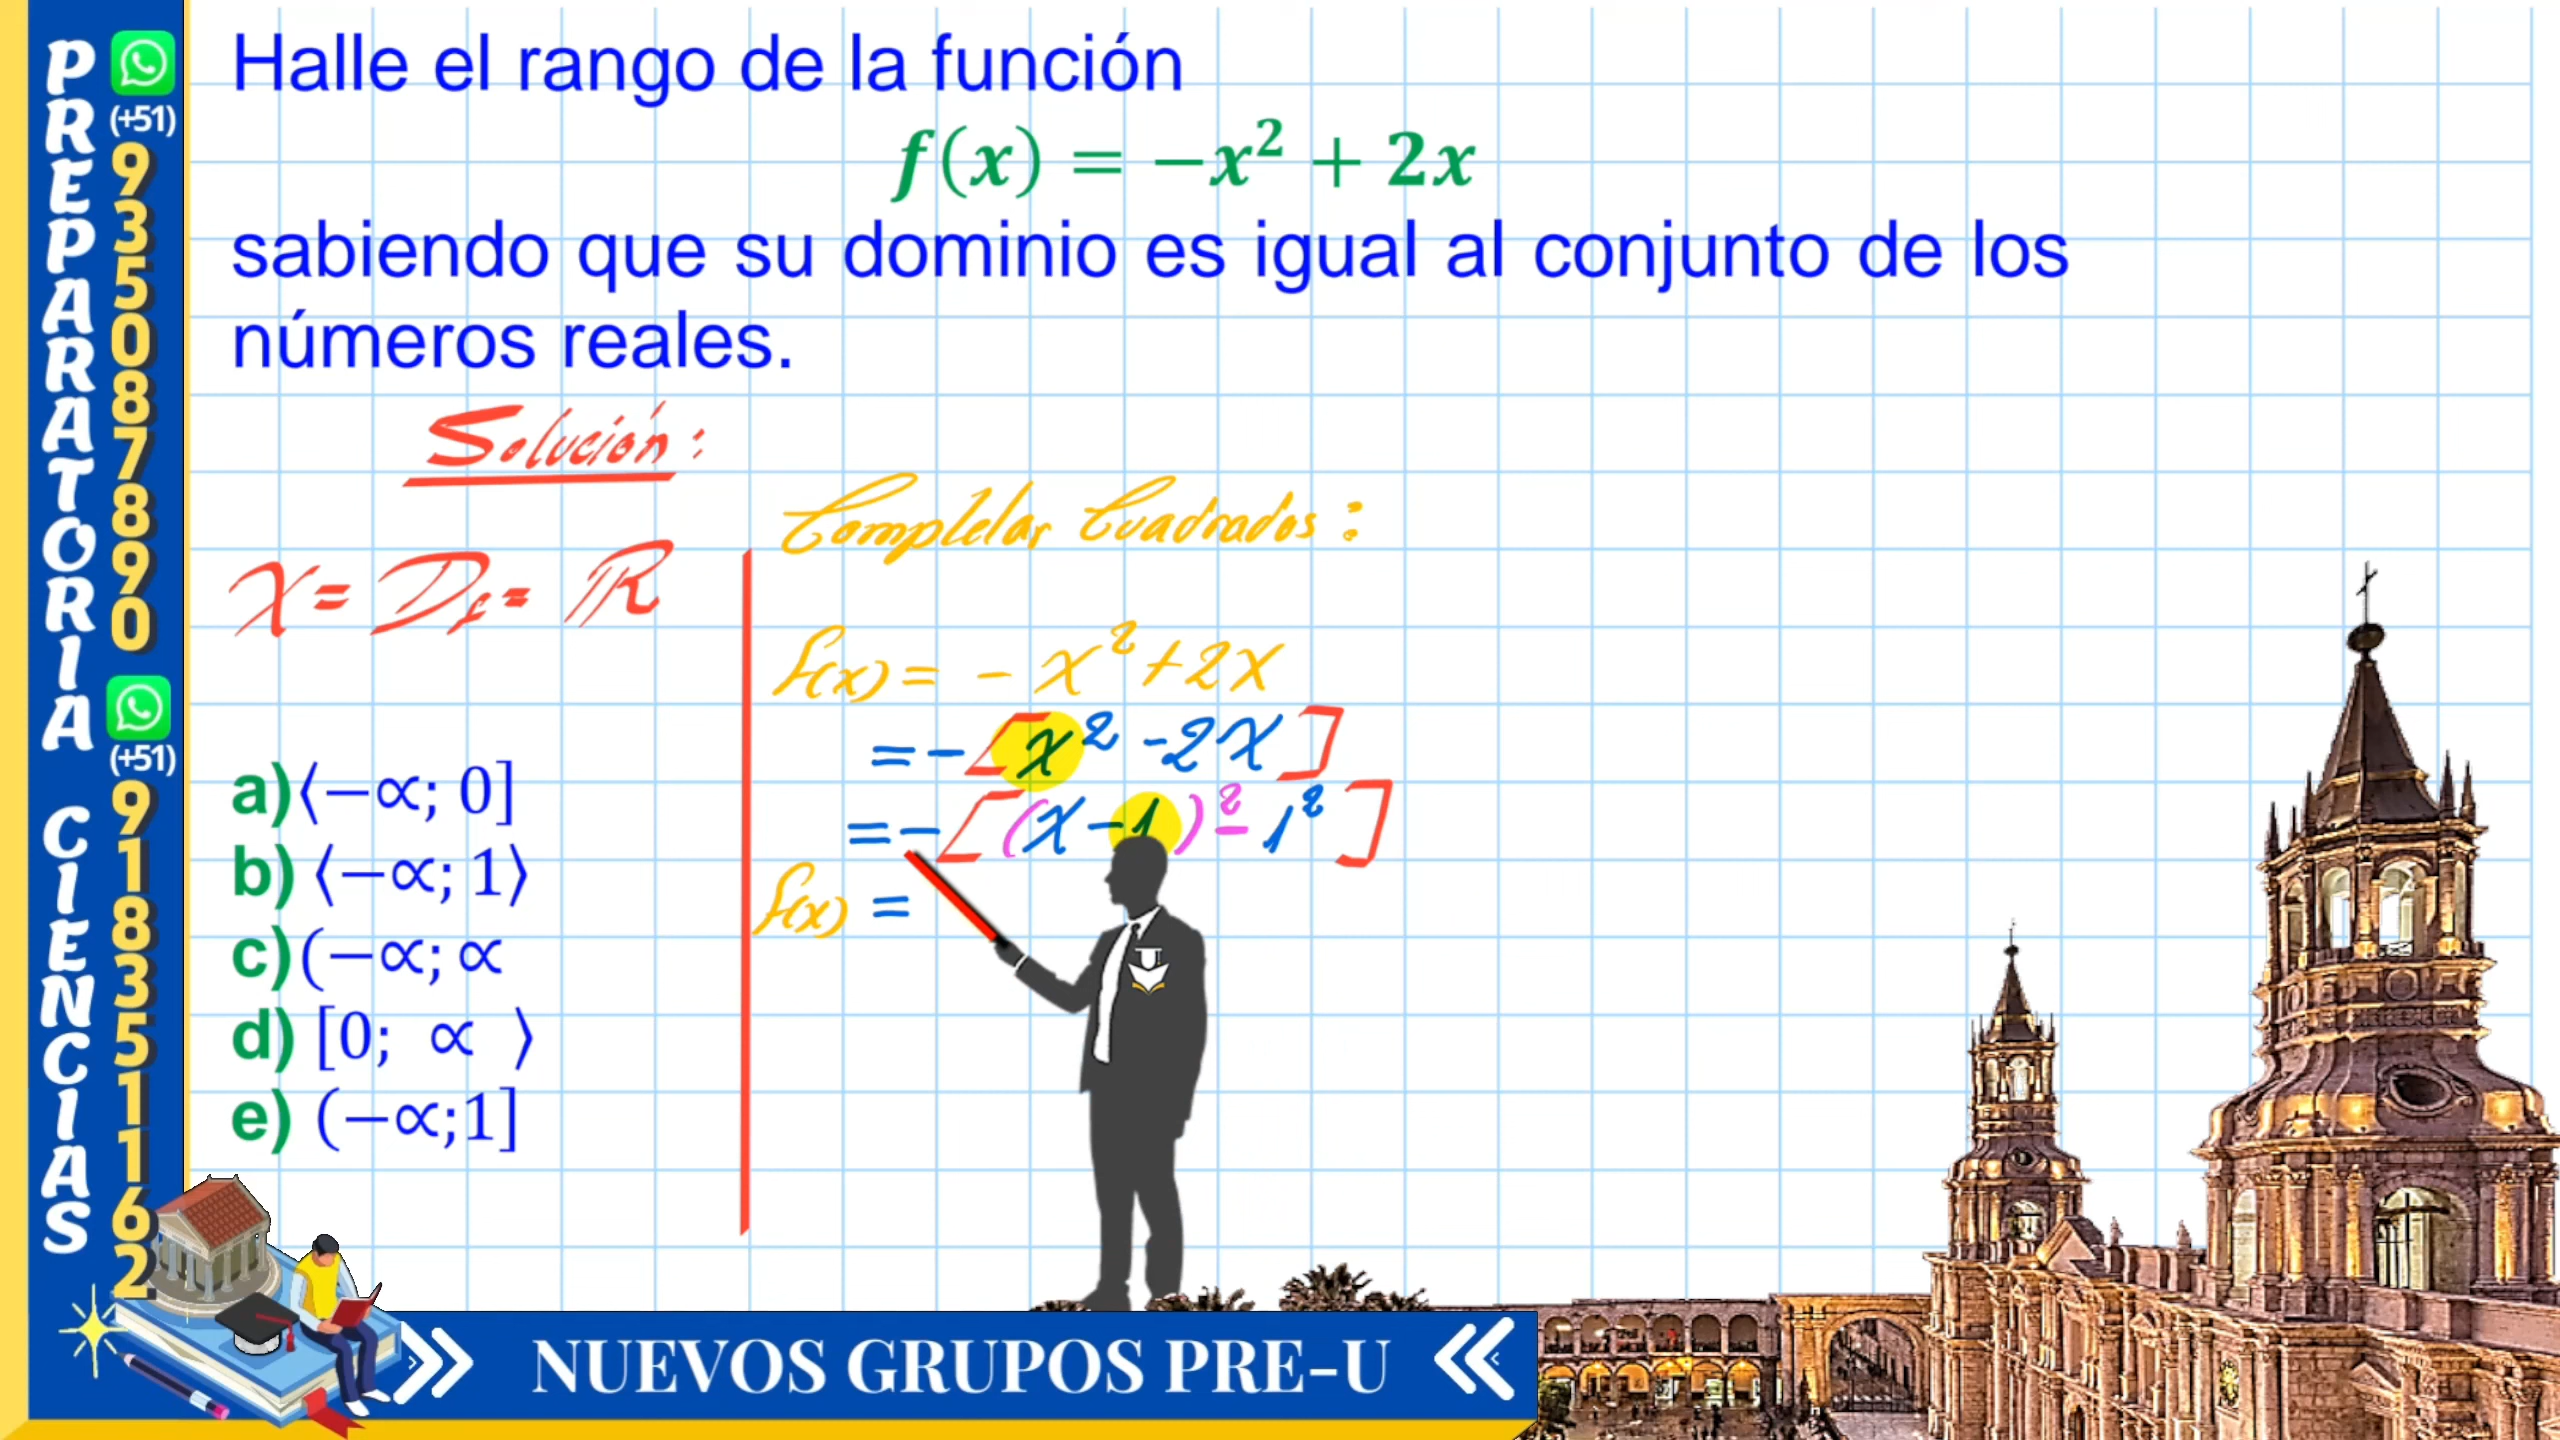 PREPARATORIA CIENCIAS
(+51)
935087890
(+51)
918351162
Halle el rango de la función
f(x) = −x² + 2x
sabiendo que su dominio es igual al conjunto de los
números reales.
Solución:
x = Df = ℝ
a)⟨−∝; 0]
b) ⟨−∝; 1⟩
c)(−∝; ∝
d) [0; ∝ ⟩
e) (−∝;1]
Completar Cuadrados:
f(x) = - x² + 2x
= - [x² - 2x]
= - [(x - 1)² - 1²]
f(x) =
NUEVOS GRUPOS PRE-U